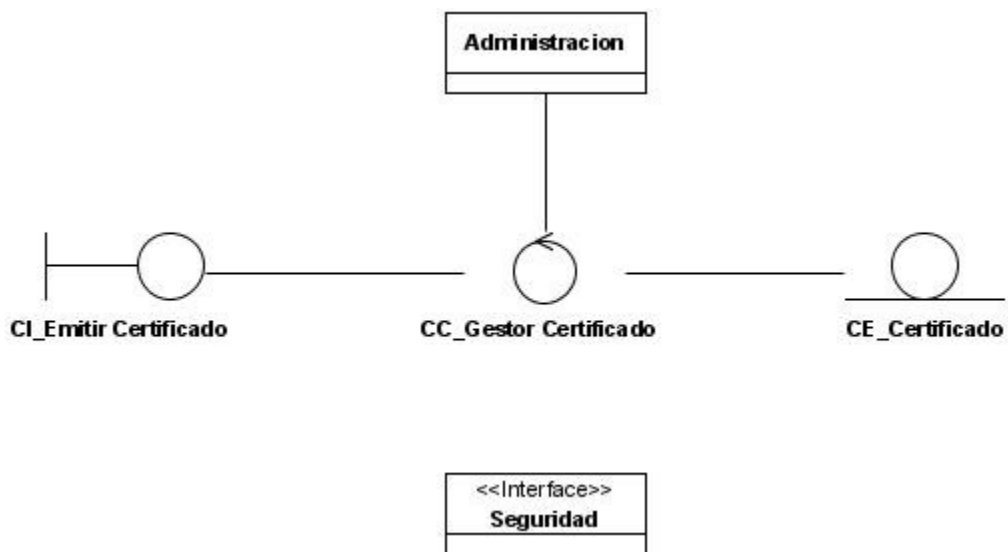 Administracion
CI_Emitir Certificado
CC_Gestor Certificado
CE_Certificado
<<Interface>>
Seguridad